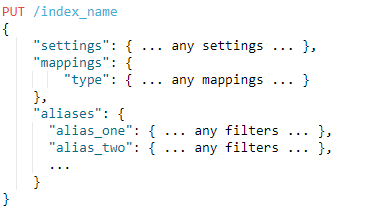 PUT /index_name
{
    "settings": { ... any settings ... },
    "mappings": {
        "type": { ... any mappings ... }
    },
    "aliases": {
      "alias_one": { ... any filters ... },
      "alias_two": { ... any filters ... },
      ...
    }
}